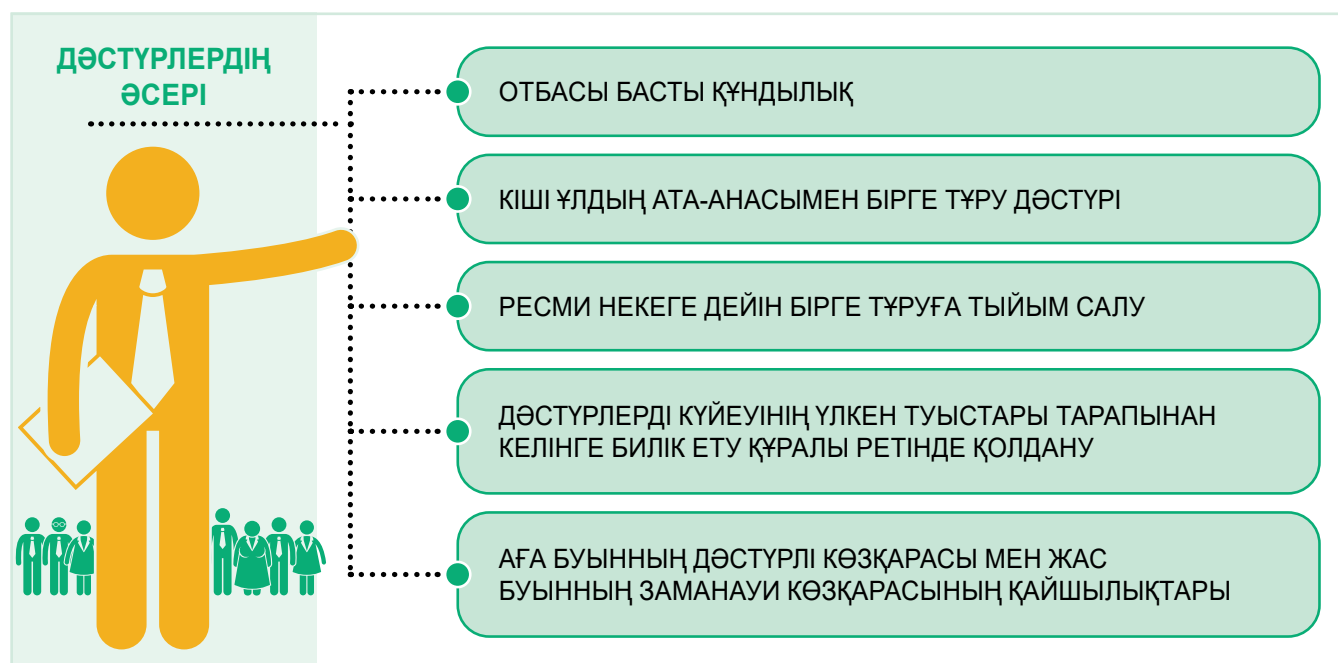 ДӘСТҮРЛЕРДІҢ
ӘСЕРІ
ОТБАСЫ БАСТЫ ҚҰНДЫЛЫҚ
КІШІ ҰЛДЫҢ АТА-АНАСЫМЕН БІРГЕ ТҰРУ ДӘСТҮРІ
РЕСМИ НЕКЕГЕ ДЕЙІН БІРГЕ ТҰРУҒА ТЫЙЫМ САЛУ
ДӘСТҮРЛЕРДІ КҮЙЕУІНІҢ ҮЛКЕН ТУЫСТАРЫ ТАРАПЫНАН
КЕЛІНГЕ БИЛІК ЕТУ ҚҰРАЛЫ РЕТІНДЕ ҚОЛДАНУ
АҒА БУЫННЫҢ ДӘСТҮРЛІ КӨЗҚАРАСЫ МЕН ЖАС
БУЫННЫҢ ЗАМАНАУИ КӨЗҚАРАСЫНЫҢ ҚАЙШЫЛЫҚТАРЫ